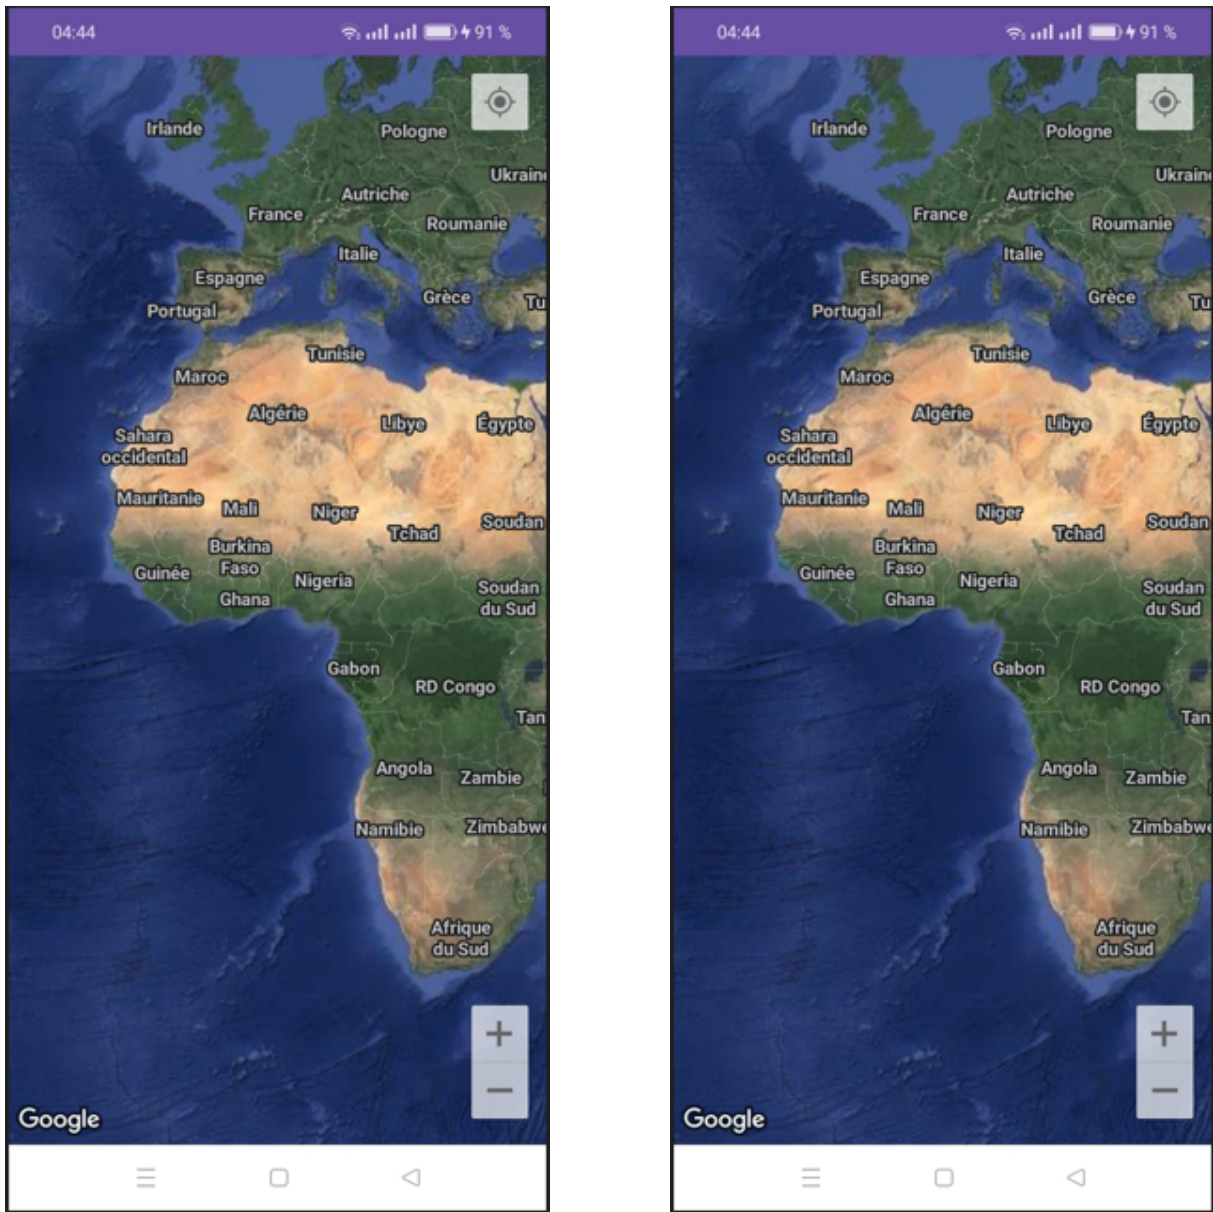 04:44
91 %
Irlande
Pologne
Ukraine
Autriche
France
Roumanie
Italie
Espagne
Grèce
Tu
Portugal
Tunisie
Maroc
Algérie
Libye
Égypte
Sahara
occidental
Mauritanie
Mali
Niger
Soudan
Tchad
Burkina
Faso
Guinée
Nigeria
Soudan
du Sud
Ghana
Gabon
RD Congo
Tan
Angola
Zambie
Namibie
Zimbabwe
Afrique
du Sud
+
−
Google
04:44
91 %
Irlande
Pologne
Ukraine
Autriche
France
Roumanie
Italie
Espagne
Grèce
Tu
Portugal
Tunisie
Maroc
Algérie
Libye
Égypte
Sahara
occidental
Mauritanie
Mali
Niger
Soudan
Tchad
Burkina
Faso
Guinée
Nigeria
Soudan
du Sud
Ghana
Gabon
RD Congo
Tan
Angola
Zambie
Namibie
Zimbabwe
Afrique
du Sud
+
−
Google